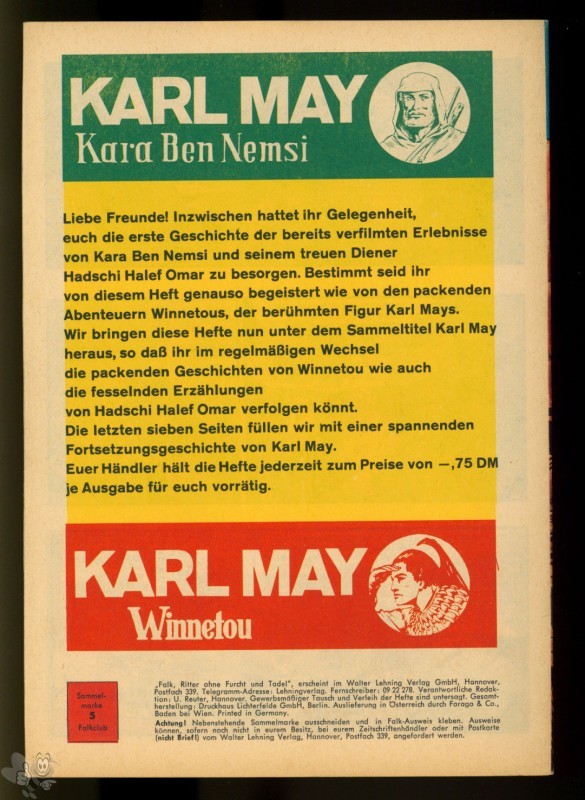 KARL MAY
Kara Ben Nemsi
Liebe Freunde! Inzwischen hattet ihr Gelegenheit,
euch die erste Geschichte der bereits verfilmten Erlebnisse
von Kara Ben Nemsi und seinem treuen Diener
Hadschi Halef Omar zu besorgen. Bestimmt seid ihr
von diesem Heft genauso begeistert wie von den packenden
Abenteuern Winnetous, der berühmten Figur Karl Mays.
Wir bringen diese Hefte nun unter dem Sammeltitel Karl May
heraus, so daß ihr im regelmäßigen Wechsel
die packenden Geschichten von Winnetou wie auch
die fesselnden Erzählungen
von Hadschi Halef Omar verfolgen könnt.
Die letzten sieben Seiten füllen wir mit einer spannenden
Fortsetzungsgeschichte von Karl May.
Euer Händler hält die Hefte jederzeit zum Preise von —,75 DM
je Ausgabe für euch vorrätig.
KARL MAY
Winnetou
Sammel-
marke
5
Falkclub
„Falk, Ritter ohne Furcht und Tadel", erscheint im Walter Lehning Verlag GmbH, Hannover,
Postfach 339. Telegramm-Adresse: Lehningverlag. Fernschreiber: 09 22 278. Verantwortliche Redak-
tion: U. Reuter, Hannover. Gewerbsmäßiger Tausch und Verleih der Hefte sind untersagt. Gesamt-
herstellung: Druckhaus Lichterfelde GmbH, Berlin. Auslieferung in Österreich durch Farago & Co.,
Baden bei Wien. Printed in Germany.
Achtung! Nebenstehende Sammelmarke ausschneiden und in Falk-Ausweis kleben. Ausweise
können, sofern noch nicht in eurem Besitz, bei eurem Zeitschriftenhändler oder mit Postkarte
(nicht Brief!) vom Walter Lehning Verlag, Hannover, Postfach 339, angefordert werden.